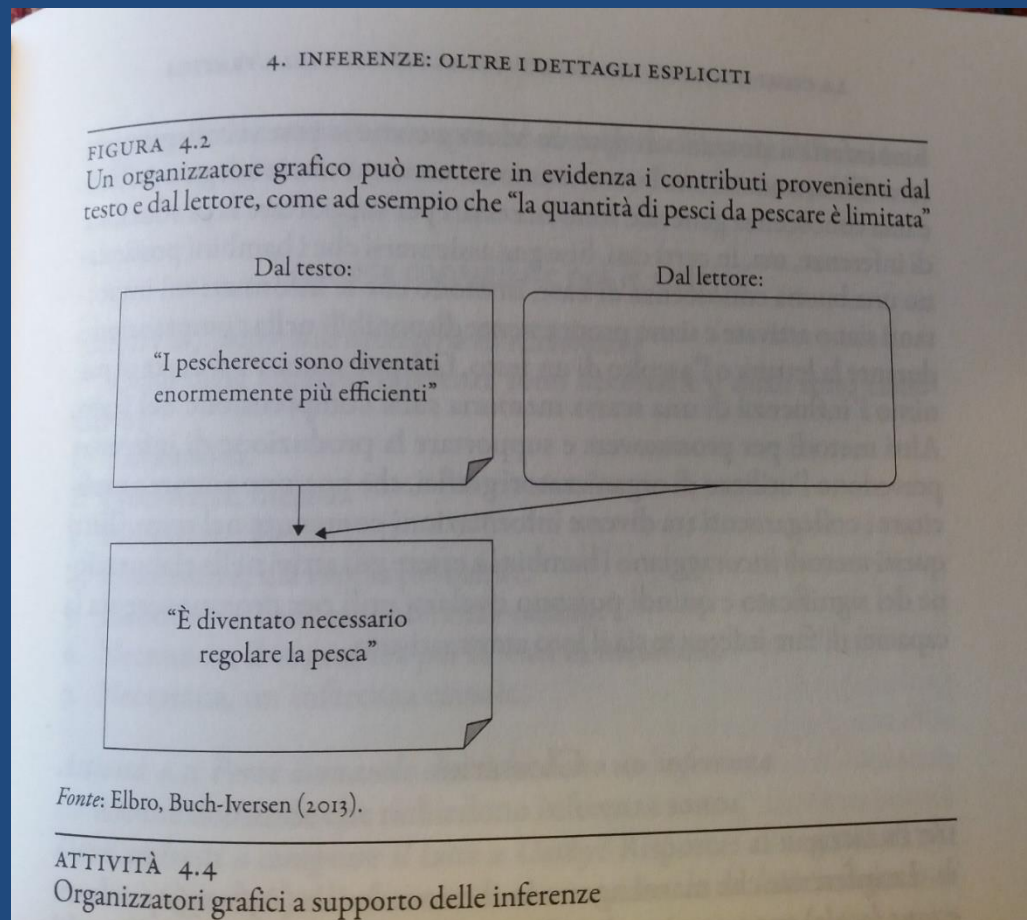 4. INFERENZE: OLTRE I DETTAGLI ESPLICITI
FIGURA 4.2
Un organizzatore grafico può mettere in evidenza i contributi provenienti dal
testo e dal lettore, come ad esempio che “la quantità di pesci da pescare è limitata”
Dal testo:
Dal lettore:
“I pescherecci sono diventati
enormemente più efficienti”
“È diventato necessario
regolare la pesca”
Fonte: Elbro, Buch-Iversen (2013).
ATTIVITÀ 4.4
Organizzatori grafici a supporto delle inferenze